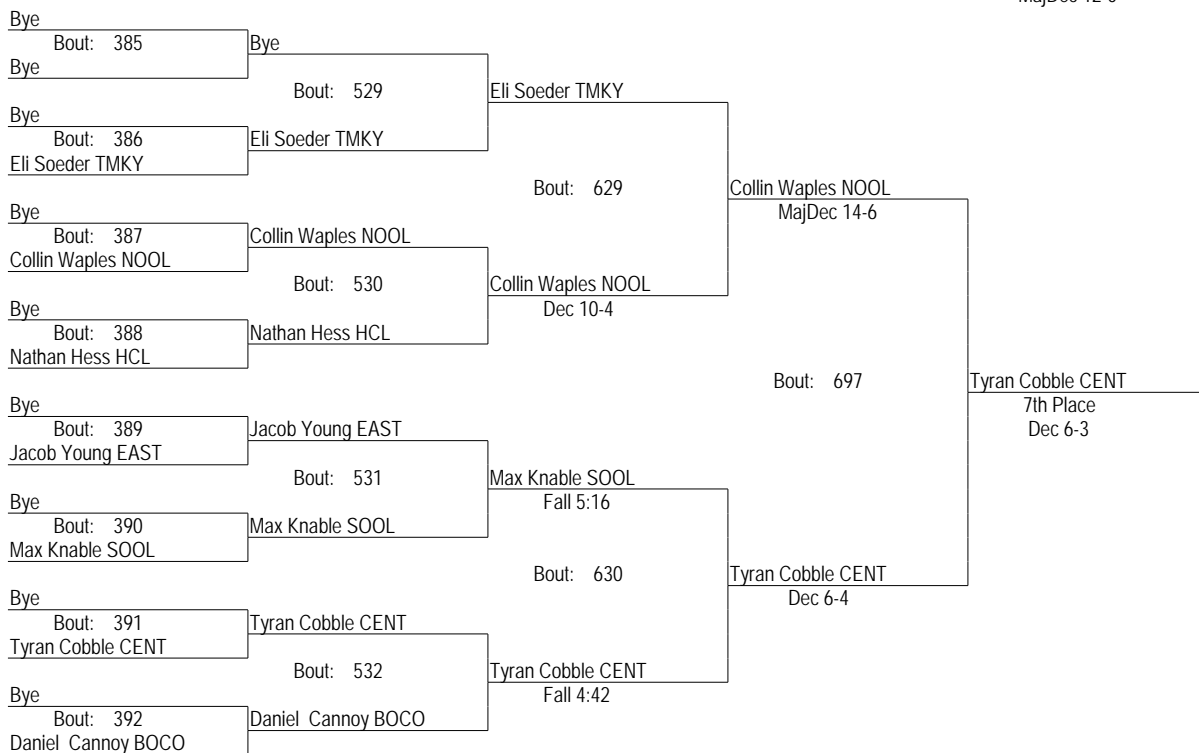 MajDec 12-0
Bye
Bout: 385
Bye
Bye
Bout: 529
Eli Soeder TMKY
Bye
Bout: 386
Eli Soeder TMKY
Eli Soeder TMKY
Bout: 629
Collin Waples NOOL
MajDec 14-6
Bye
Bout: 387
Collin Waples NOOL
Collin Waples NOOL
Bout: 530
Collin Waples NOOL
Dec 10-4
Bye
Bout: 388
Nathan Hess HCL
Nathan Hess HCL
Bout: 697
Tyran Cobble CENT
7th Place
Dec 6-3
Bye
Bout: 389
Jacob Young EAST
Jacob Young EAST
Bout: 531
Max Knable SOOL
Fall 5:16
Bye
Bout: 390
Max Knable SOOL
Max Knable SOOL
Bout: 630
Tyran Cobble CENT
Dec 6-4
Bye
Bout: 391
Tyran Cobble CENT
Tyran Cobble CENT
Bout: 532
Tyran Cobble CENT
Fall 4:42
Bye
Bout: 392
Daniel Cannoy BOCO
Daniel Cannoy BOCO